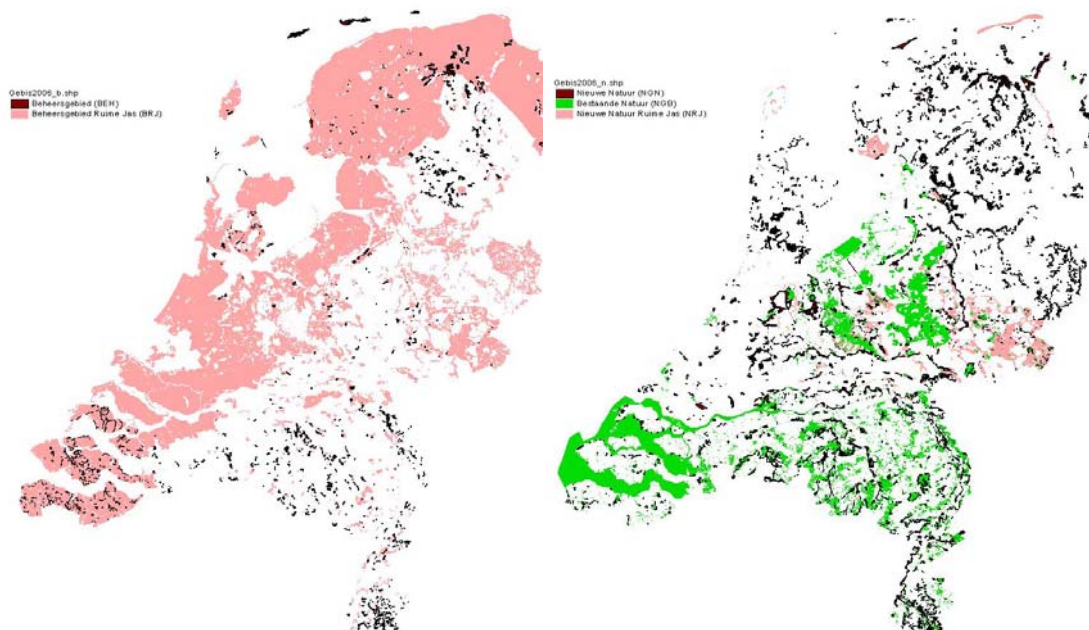 Gebis2006_b.shp
Beheersgebied (BEH)
Beheersgebied Ruime Jas (BRJ)
Gebis2006_n.shp
Nieuwe Natuur (NGN)
Bestaande Natuur (NGB)
Nieuwe Natuur Ruime Jas (NRJ)